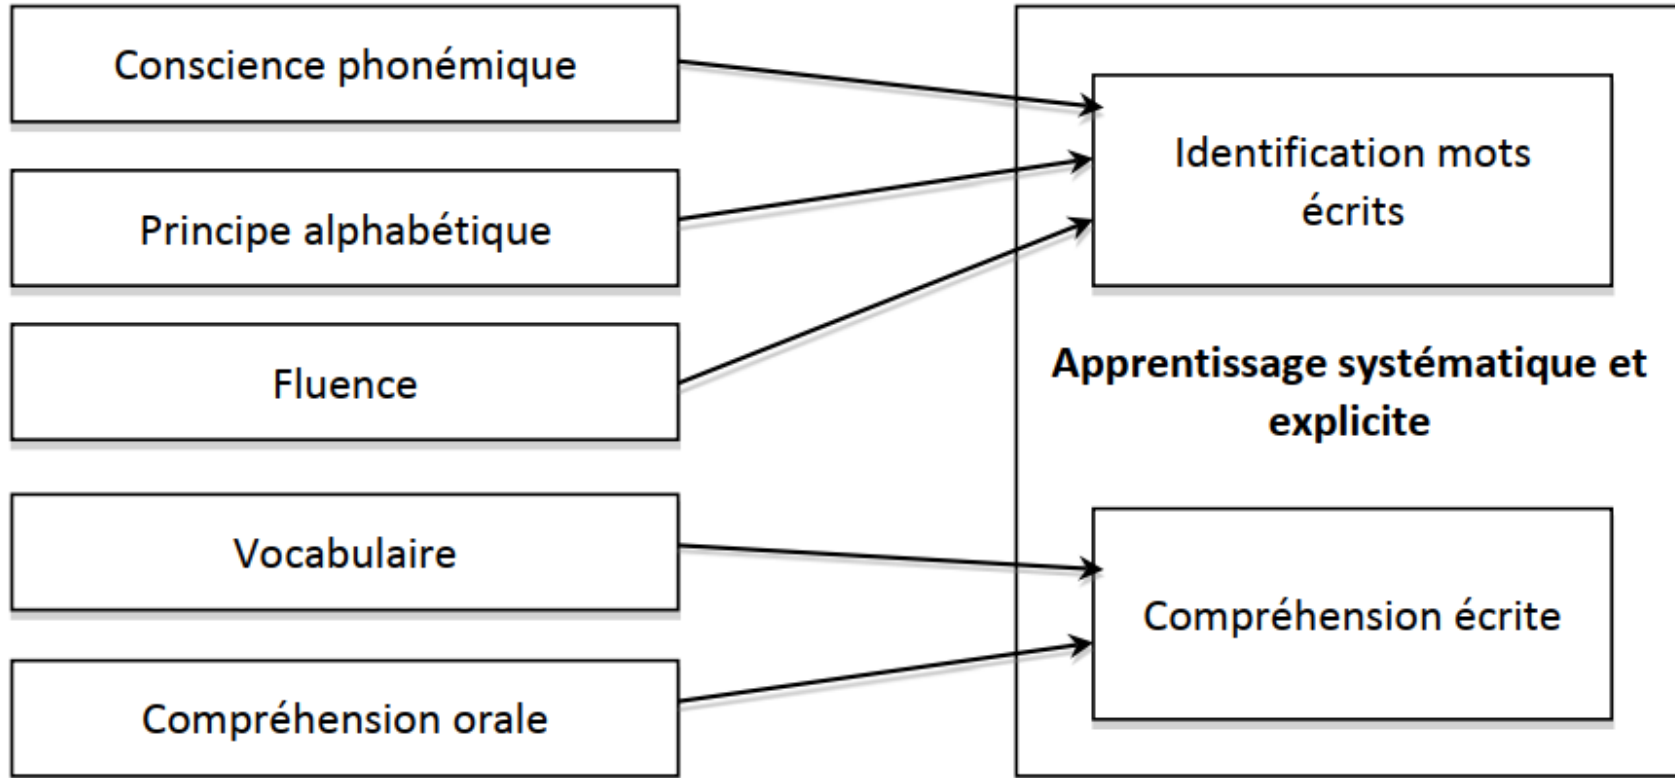 Conscience phonémique
Principe alphabétique
Fluence
Vocabulaire
Compréhension orale
Identification mots
écrits
Apprentissage systématique et
explicite
Compréhension écrite